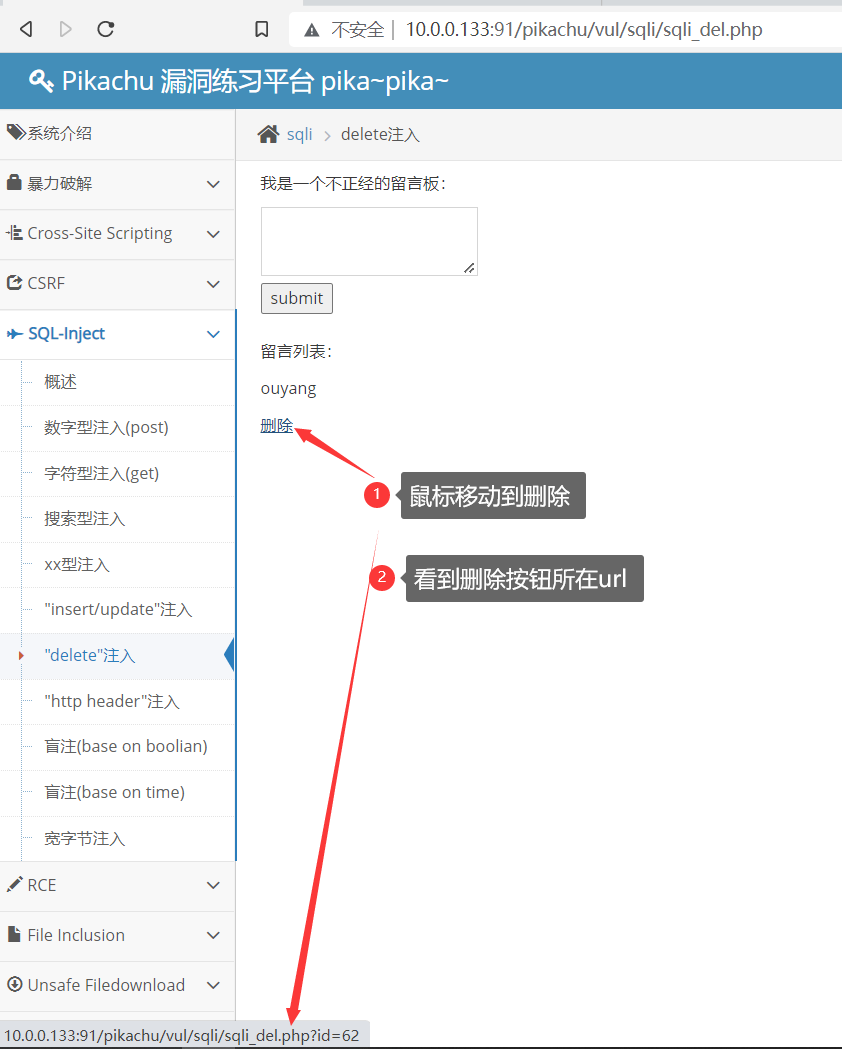 不安全 | 10.0.0.133:91/pikachu/vul/sqli/sqli_del.php
Pikachu 漏洞练习平台 pika~pika~
系统介绍
暴力破解
Cross-Site Scripting
CSRF
SQL-Inject
概述
数字型注入(post)
字符型注入(get)
搜索型注入
xx型注入
"insert/update"注入
"delete"注入
"http header"注入
盲注(base on boolian)
盲注(base on time)
宽字节注入
RCE
File Inclusion
Unsafe Filedownload
sqli > delete注入
我是一个不正经的留言板：
submit
留言列表：
ouyang
删除
1 鼠标移动到删除
2 看到删除按钮所在url
10.0.0.133:91/pikachu/vul/sqli/sqli_del.php?id=62